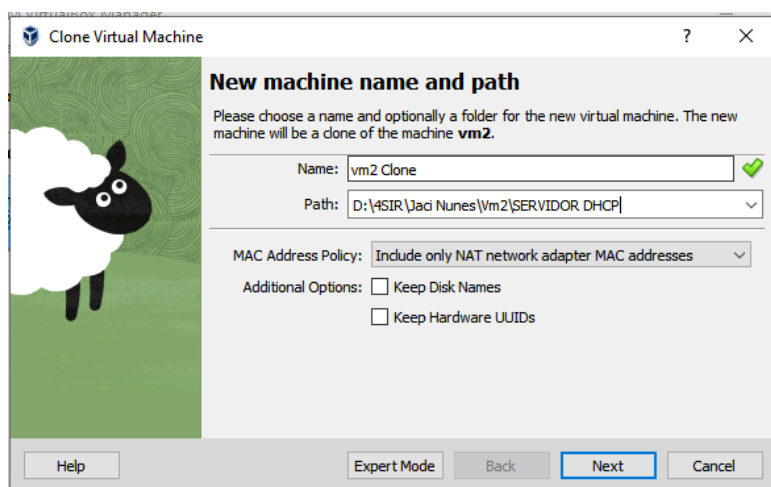 VirtualBox Manager
Clone Virtual Machine
?
New machine name and path
Please choose a name and optionally a folder for the new virtual machine. The new
machine will be a clone of the machine vm2.
Name: vm2 Clone
Path: D:\4SIR\Jaci Nunes\Vm2\SERVIDOR DHCP
MAC Address Policy: Include only NAT network adapter MAC addresses
Additional Options: Keep Disk Names
Keep Hardware UUIDs
Help Expert Mode Back Next Cancel